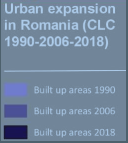 Urban expansion
in Romania (CLC
1990-2006-2018)
Built up areas 1990
Built up areas 2006
Built up areas 2018